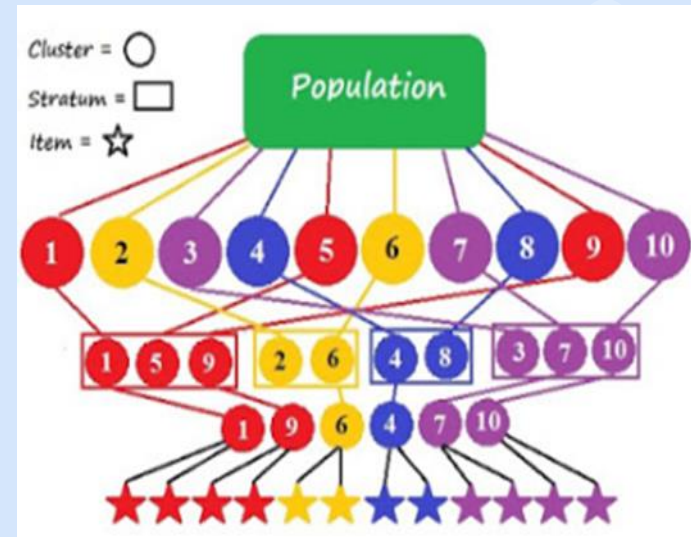 Cluster =
Stratum =
Item =
Population
1 2 3 4 5 6 7 8 9 10
1 5 9 2 6 4 8 3 7 10
1 9 6 4 7 10